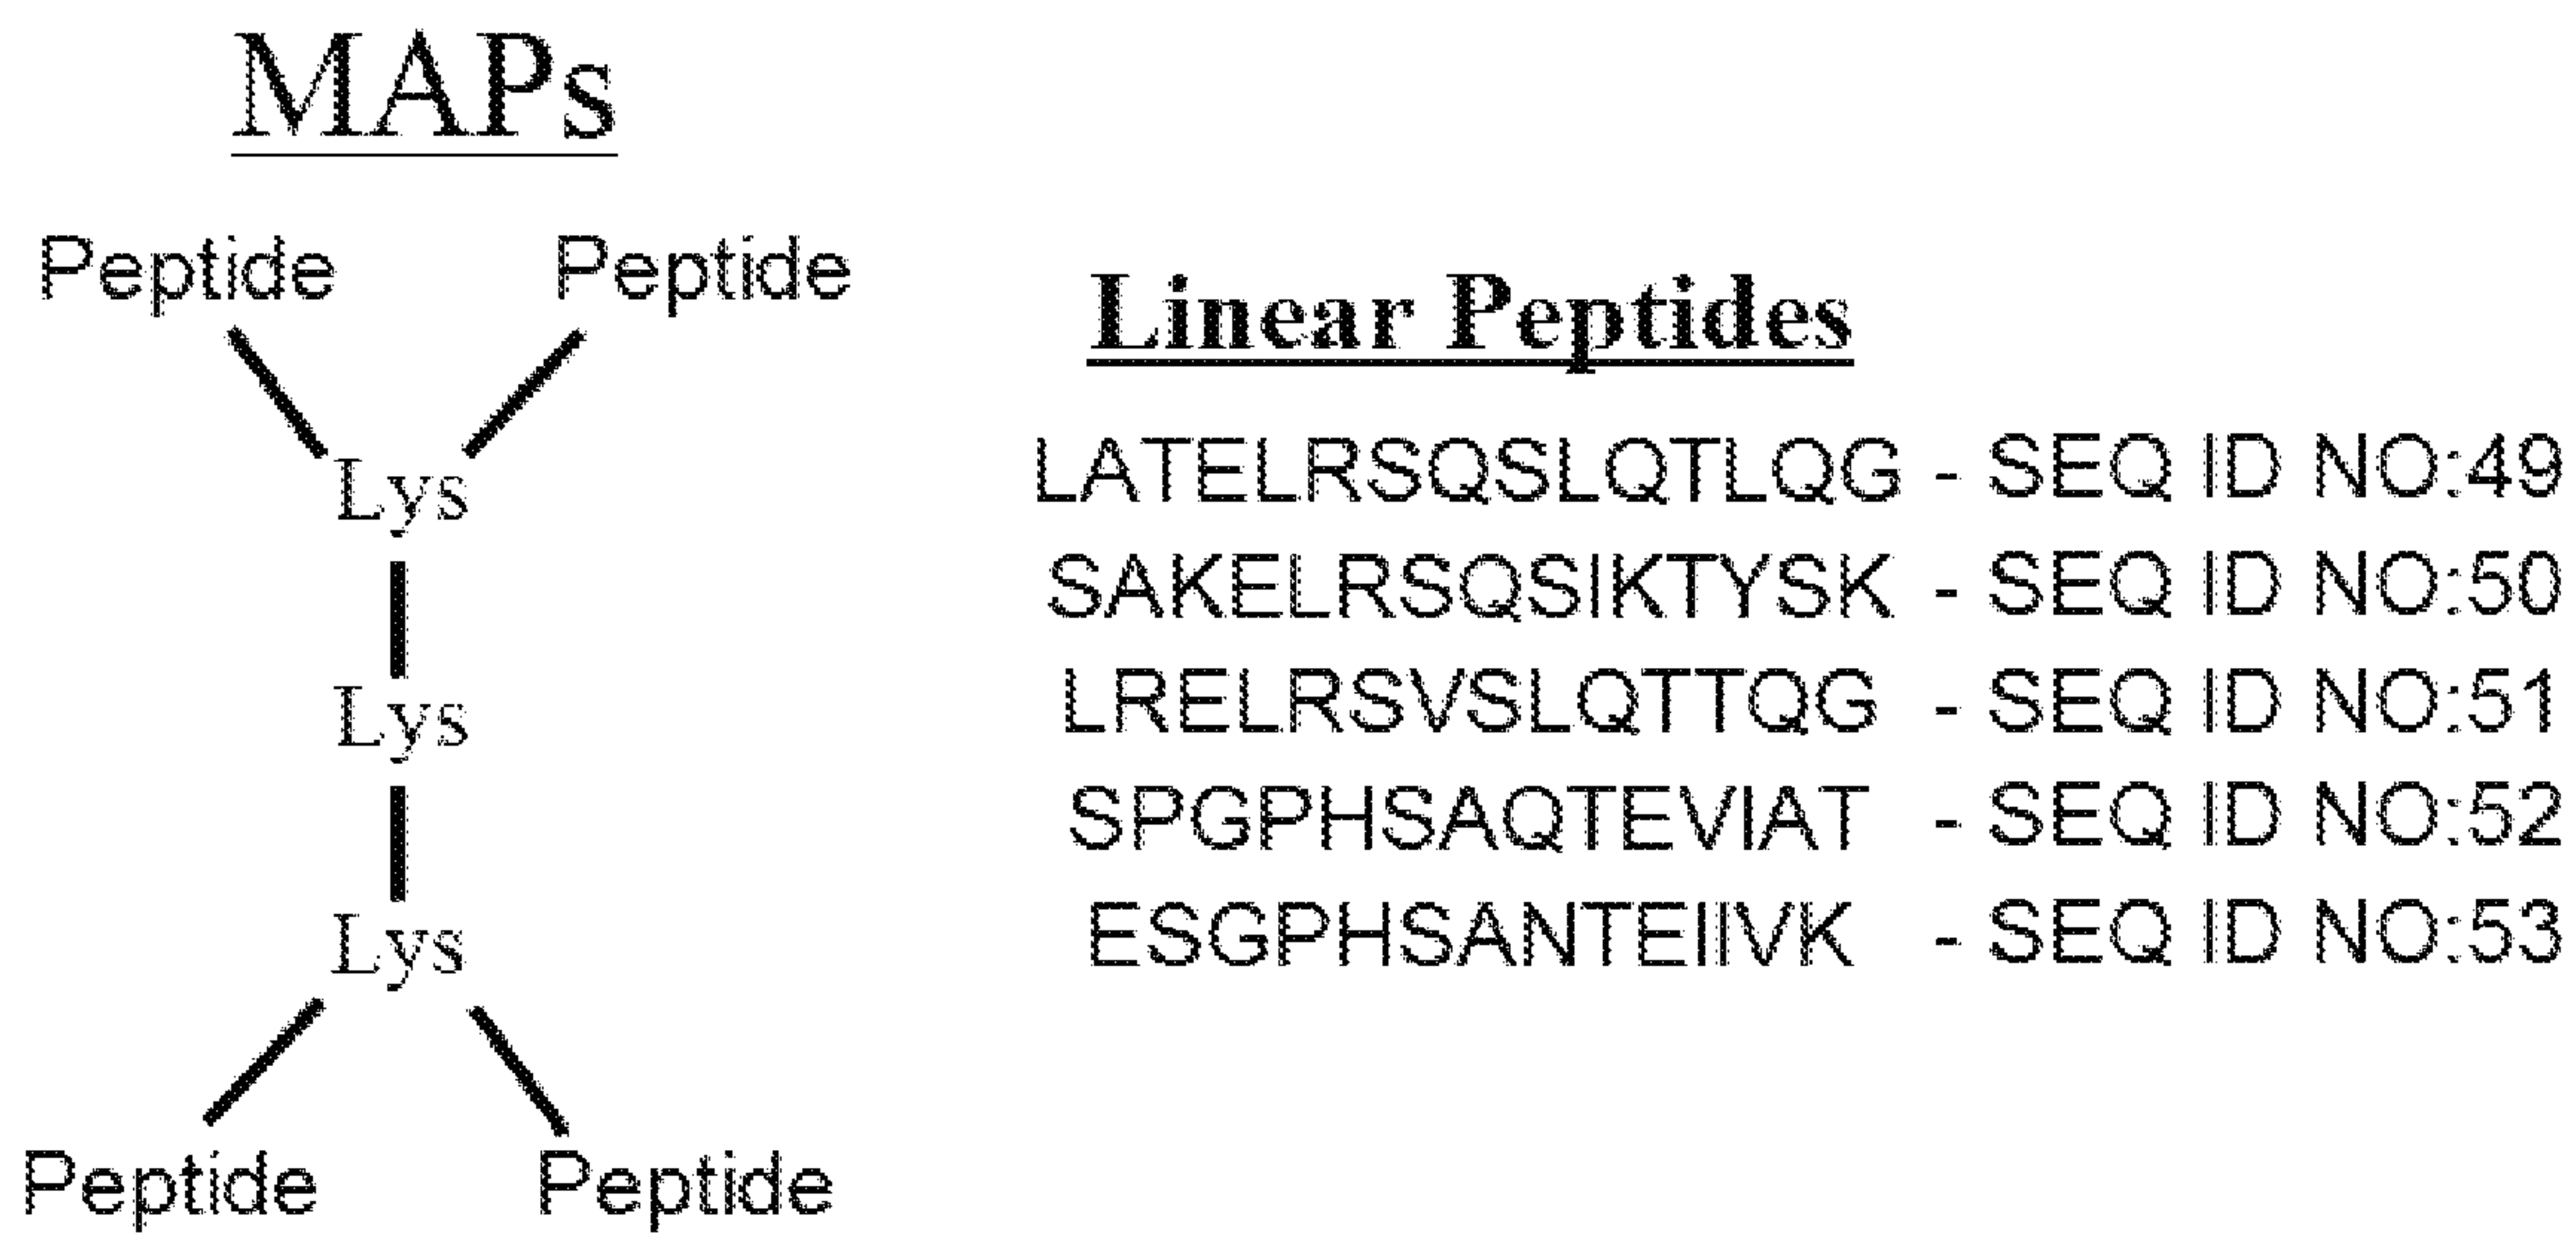 MAPs
Peptide Peptide
Lys
Lys
Lys
Peptide Peptide
Linear Peptides
LATELRSQSLQTLQG - SEQ ID NO:49
SAKELRSQSIKTYSK - SEQ ID NO:50
LRELRSVSLQTTQG - SEQ ID NO:51
SPGPHSAQTEVIAT - SEQ ID NO:52
ESGPHSANTEIIVK - SEQ ID NO:53